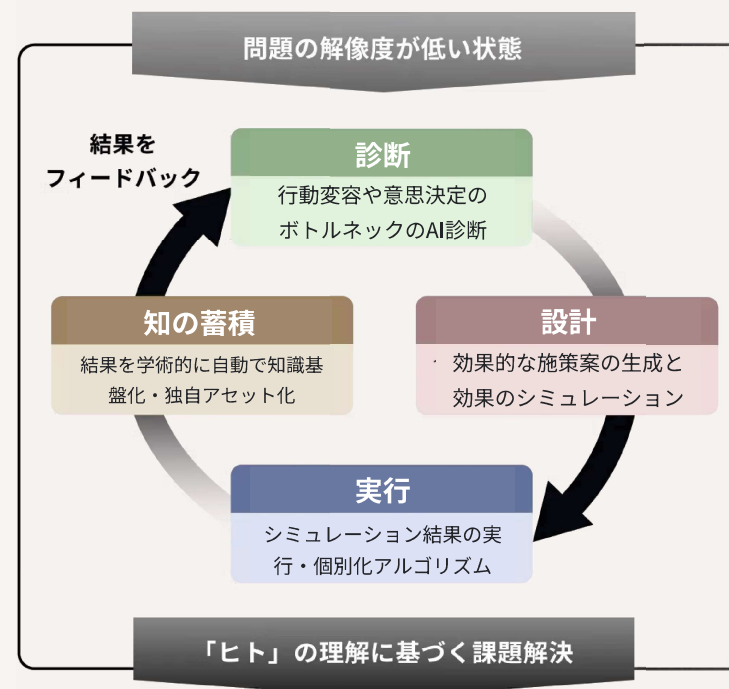 問題の解像度が低い状態
結果を
フィードバック
診断
行動変容や意思決定の
ボトルネックのAI診断
知の蓄積
結果を学術的に自動で知識基
盤化・独自アセット化
設計
効果的な施策案の生成と
効果のシミュレーション
実行
シミュレーション結果の実
行・個別化アルゴリズム
「ヒト」の理解に基づく課題解決